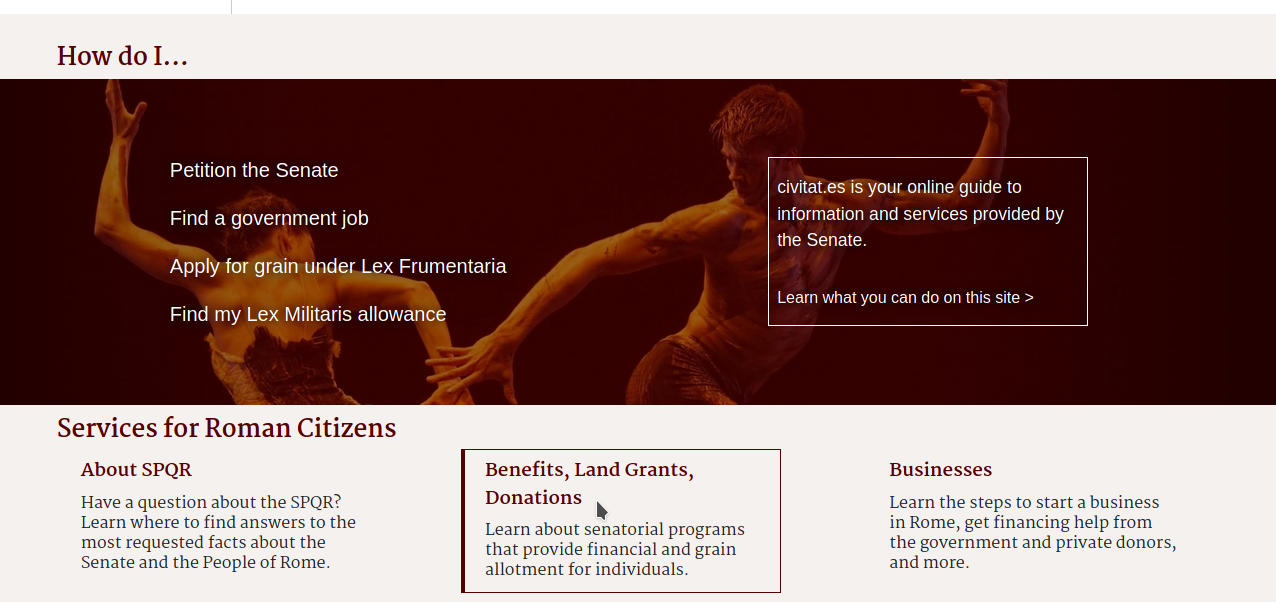 How do I...
Petition the Senate
Find a government job
Apply for grain under Lex Frumentaria
Find my Lex Militaris allowance
civitat.es is your online guide to
information and services provided by
the Senate.
Learn what you can do on this site >
Services for Roman Citizens
About SPQR
Have a question about the SPQR?
Learn where to find answers to the
most requested facts about the
Senate and the People of Rome.
Benefits, Land Grants,
Donations
Learn about senatorial programs
that provide financial and grain
allotment for individuals.
Businesses
Learn the steps to start a business
in Rome, get financing help from
the government and private donors,
and more.